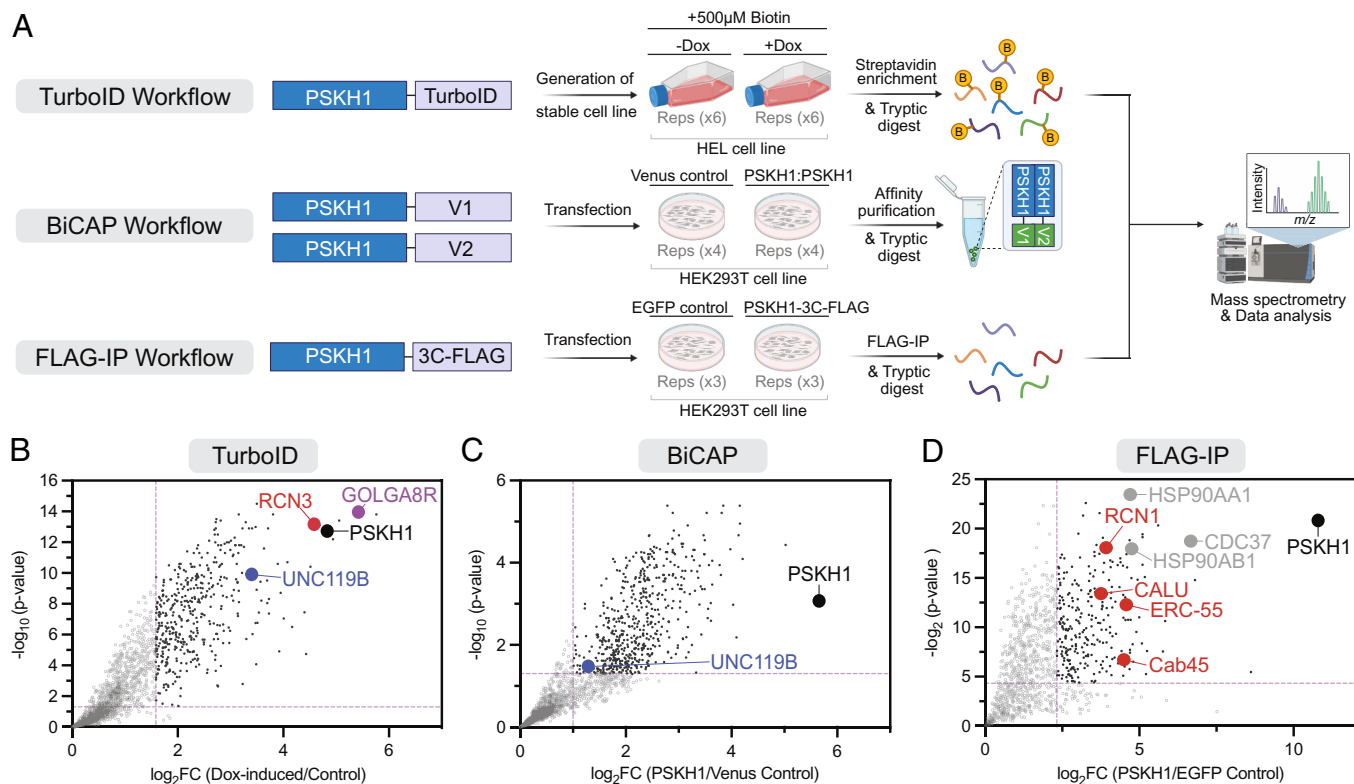 A
+500µM Biotin
-Dox
+Dox
TurboID Workflow
PSKH1
TurboID
Generation of
stable cell line
Reps (x6)
Reps (x6)
HEL cell line
Streptavidin
enrichment
& Tryptic
digest
B
B
B
B
B
B
BiCAP Workflow
PSKH1
V1
PSKH1
V2
Transfection
Venus control
PSKH1:PSKH1
Reps (x4)
Reps (x4)
HEK293T cell line
Affinity
purification
& Tryptic
digest
PSKH1
PSKH1
V1
V2
Intensity
m/z
Mass spectrometry
& Data analysis
FLAG-IP Workflow
PSKH1
3C-FLAG
Transfection
EGFP control
PSKH1-3C-FLAG
Reps (x3)
Reps (x3)
HEK293T cell line
FLAG-IP
& Tryptic
digest
B
TurboID
16
14
12
10
8
6
4
2
1
0
-log10 (p-value)
RCN3
GOLGA8R
PSKH1
UNC119B
0
2
4
6
log2FC (Dox-induced/Control)
C
BiCAP
6
4
2
0
-log10 (p-value)
PSKH1
UNC119B
0
1
2
3
4
5
6
7
log2FC (PSKH1/Venus Control)
D
FLAG-IP
25
20
15
10
5
0
-log2 (p-value)
HSP90AA1
RCN1
CDC37
HSP90AB1
PSKH1
CALU
ERC-55
Cab45
0
5
10
log2FC (PSKH1/EGFP Control)